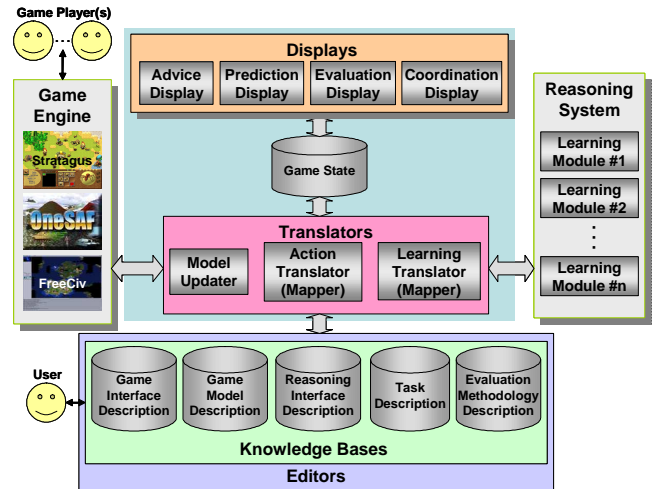 Game Player(s)
Displays
Advice
Display
Prediction
Display
Evaluation
Display
Coordination
Display
Game
Engine
Stratagus
OneSAF
FreeCiv
Game State
Reasoning
System
Learning
Module #1
Learning
Module #2
Learning
Module #n
Translators
Model
Updater
Action
Translator
(Mapper)
Learning
Translator
(Mapper)
User
Game
Interface
Description
Game
Model
Description
Reasoning
Interface
Description
Task
Description
Evaluation
Methodology
Description
Knowledge Bases
Editors